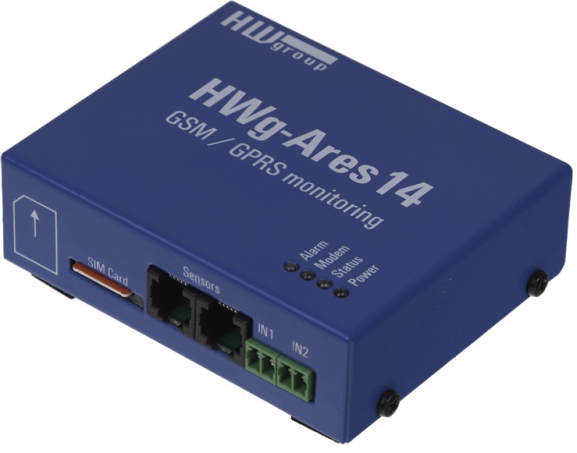 HW
group
HWg-Ares 14
GSM / GPRS monitoring
Alarm
Modem
Status
Power
SIM Card
Sensors
IN1
IN2